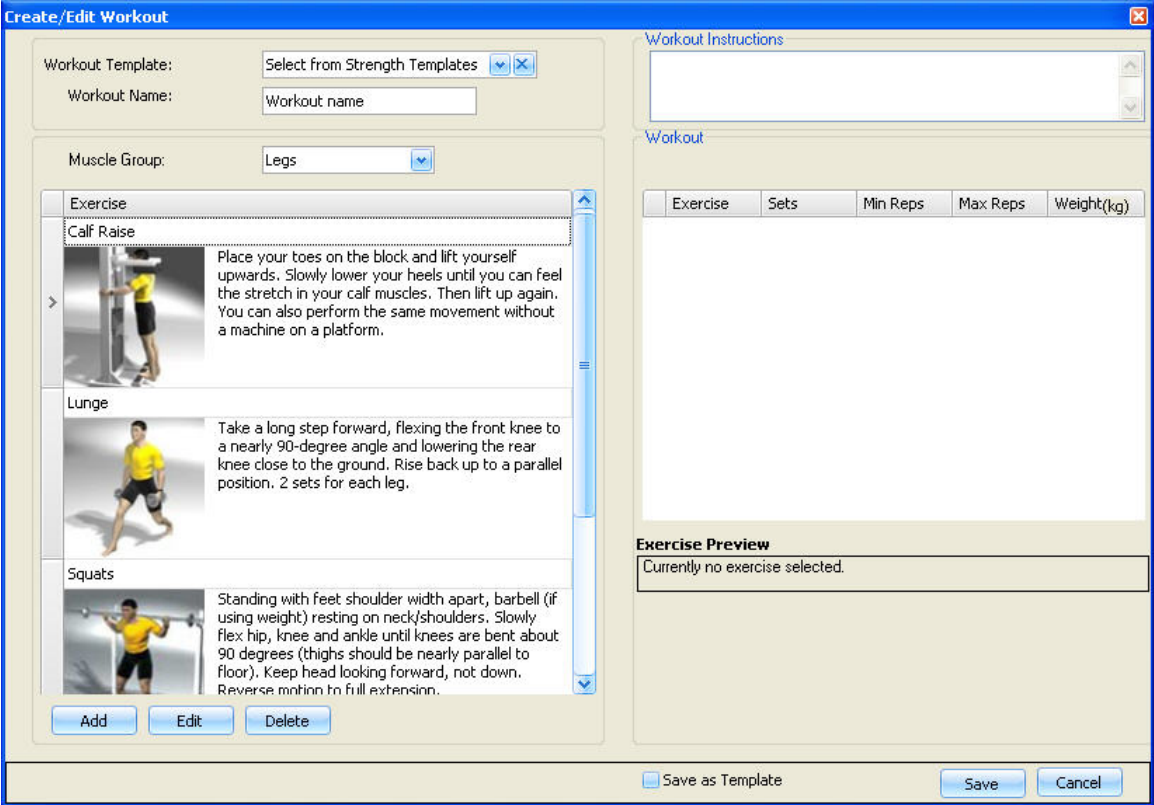 Create/Edit Workout
Workout Template:
Select from Strength Templates
Workout Name:
Workout name
Muscle Group:
Legs
Exercise
Calf Raise
Place your toes on the block and lift yourself
upwards. Slowly lower your heels until you can feel
the stretch in your calf muscles. Then lift up again.
You can also perform the same movement without
a machine on a platform.
Lunge
Take a long step forward, flexing the front knee to
a nearly 90-degree angle and lowering the rear
knee close to the ground. Rise back up to a parallel
position. 2 sets for each leg.
Squats
Standing with feet shoulder width apart, barbell (if
using weight) resting on neck/shoulders. Slowly
flex hip, knee and ankle until knees are bent about
90 degrees (thighs should be nearly parallel to
floor). Keep head looking forward, not down.
Reverse motion to full extension.
Add Edit Delete
Workout Instructions
Workout
Exercise Sets Min Reps Max Reps Weight(kg)
Exercise Preview
Currently no exercise selected.
Save as Template
Save Cancel